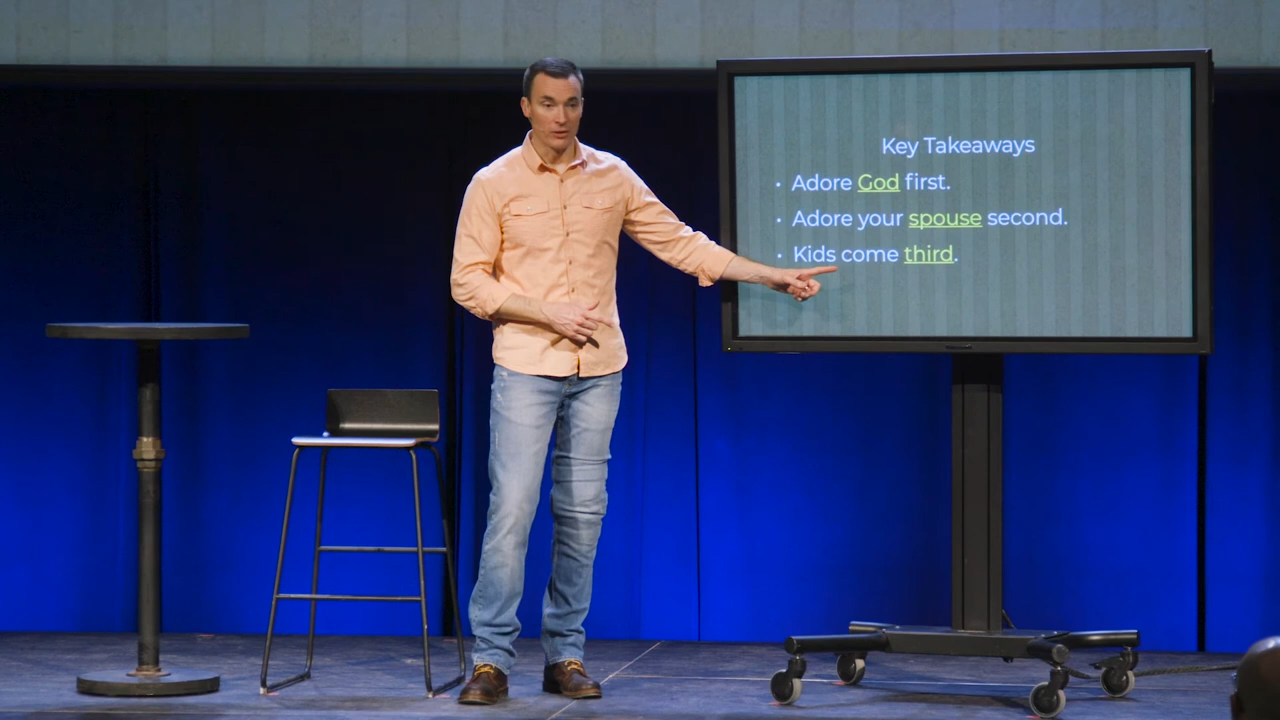 Key Takeaways
• Adore God first.
• Adore your spouse second.
• Kids come third.